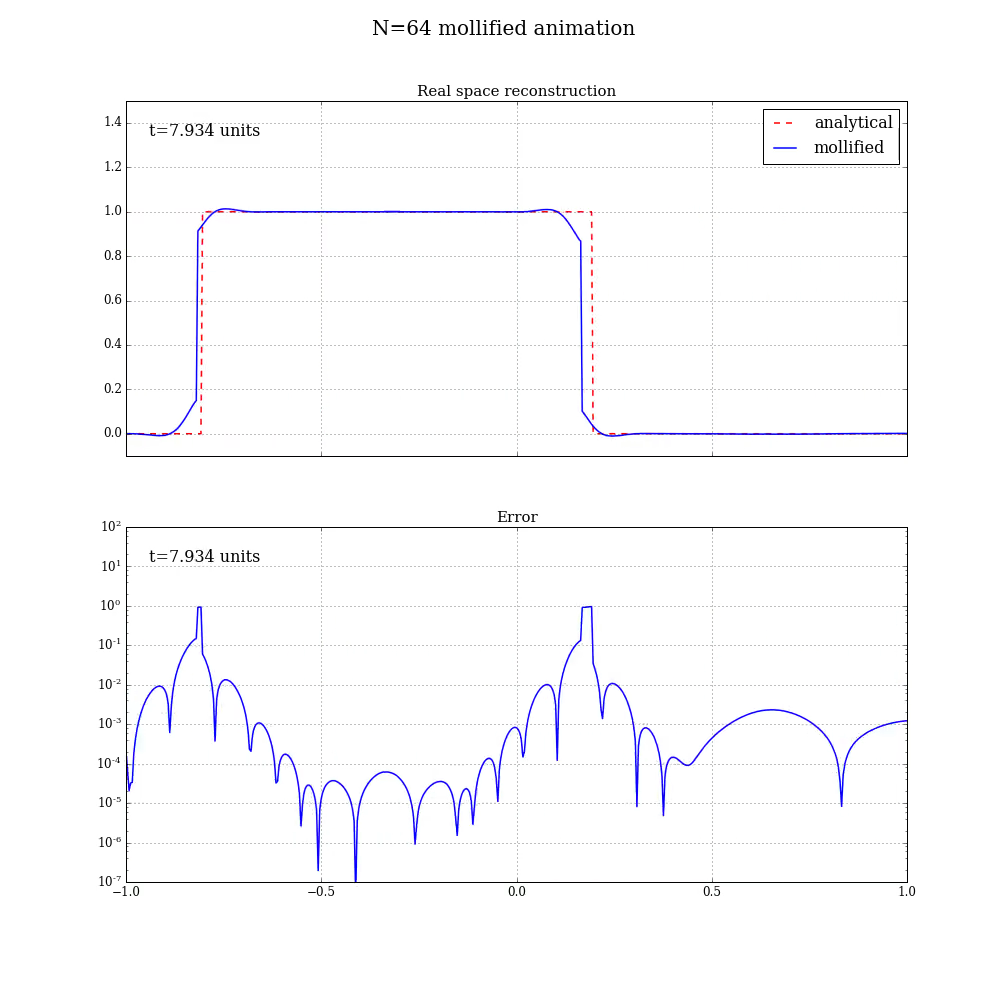 N=64 mollified animation
Real space reconstruction
t=7.934 units
analytical
mollified
1.4
1.2
1.0
0.8
0.6
0.4
0.2
0.0
Error
t=7.934 units
10²
10¹
10⁰
10⁻¹
10⁻²
10⁻³
10⁻⁴
10⁻⁵
10⁻⁶
10⁻⁷
−1.0 −0.5 0.0 0.5 1.0